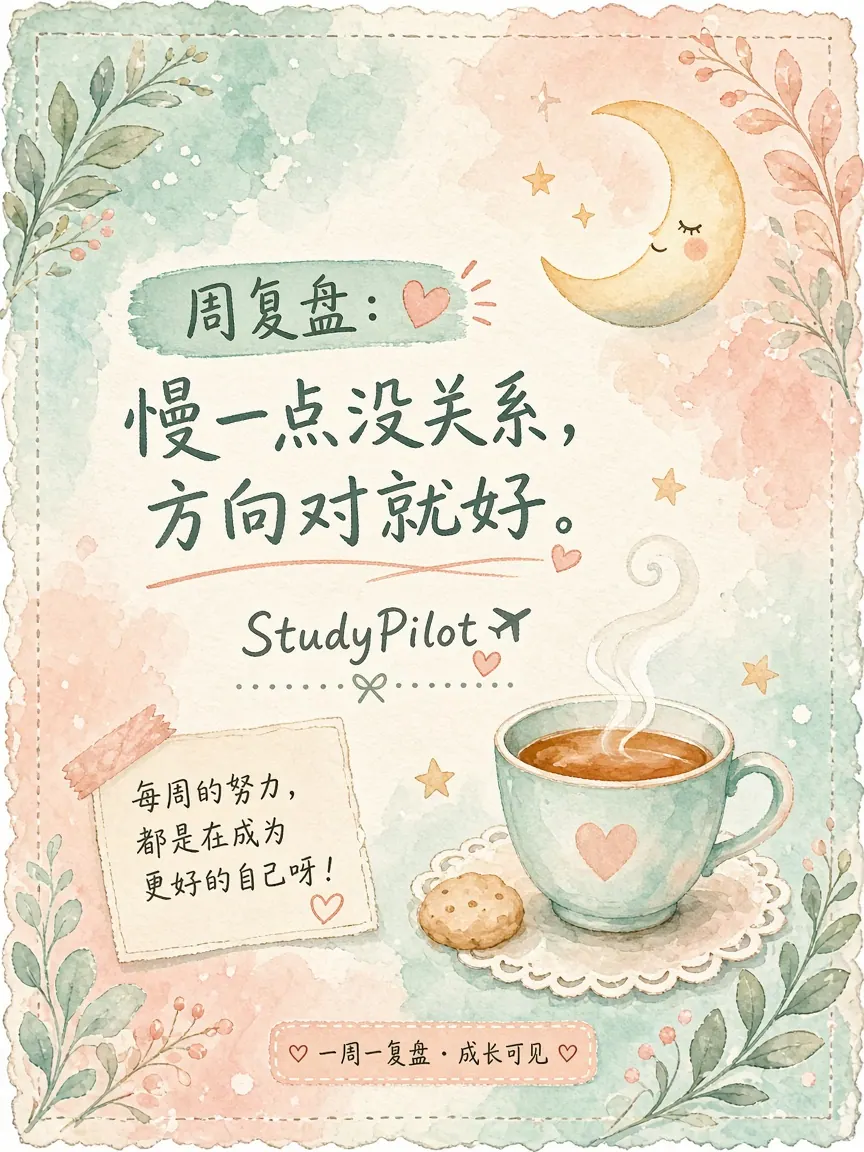 周复盘：
慢一点没关系，
方向对就好。
StudyPilot
每周的努力，
都是在成为
更好的自己呀！
一周一复盘·成长可见